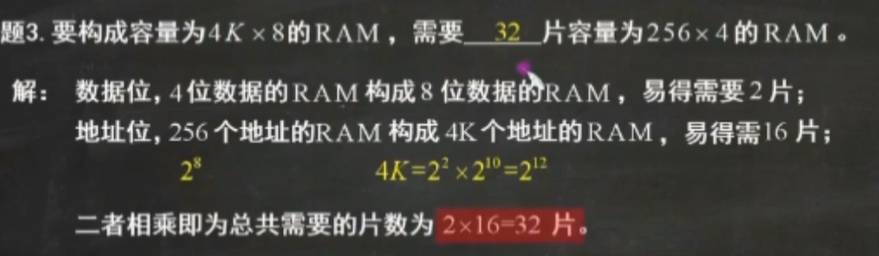 题3. 要构成容量为4K×8的RAM，需要 32 片容量为256×4的RAM。
解： 数据位，4位数据的RAM构成8位数据的RAM，易得需要2片；
地址位，256个地址的RAM构成4K个地址的RAM，易得需16片；
2⁸ 4K=2²×2¹⁰=2¹²
二者相乘即为总共需要的片数为 2×16=32 片。